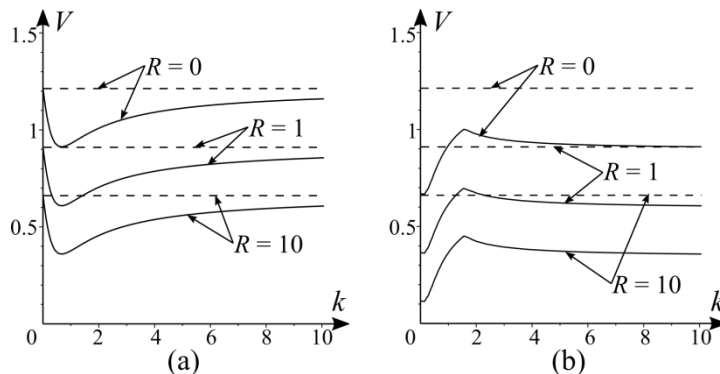 V
1.5
R = 0
1
R = 1
0.5
R = 10
k
0 2 4 6 8 10
(a)
V
1.5
R = 0
1
R = 1
0.5
R = 10
k
0 2 4 6 8 10
(b)